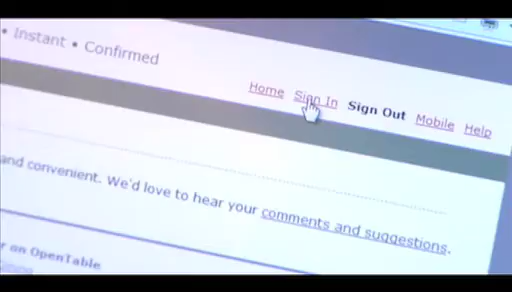 • Instant • Confirmed
Home Sign In Sign Out Mobile Help
and convenient. We'd love to hear your comments and suggestions.
r on OpenTable